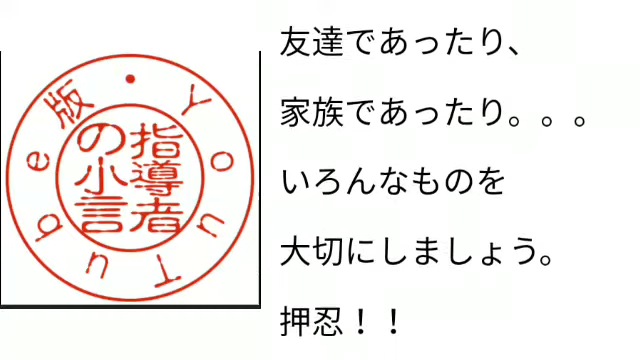 ・YouTube版
指導者
の小言
友達であったり、
家族であったり。。。
いろんなものを
大切にしましょう。
押忍！！